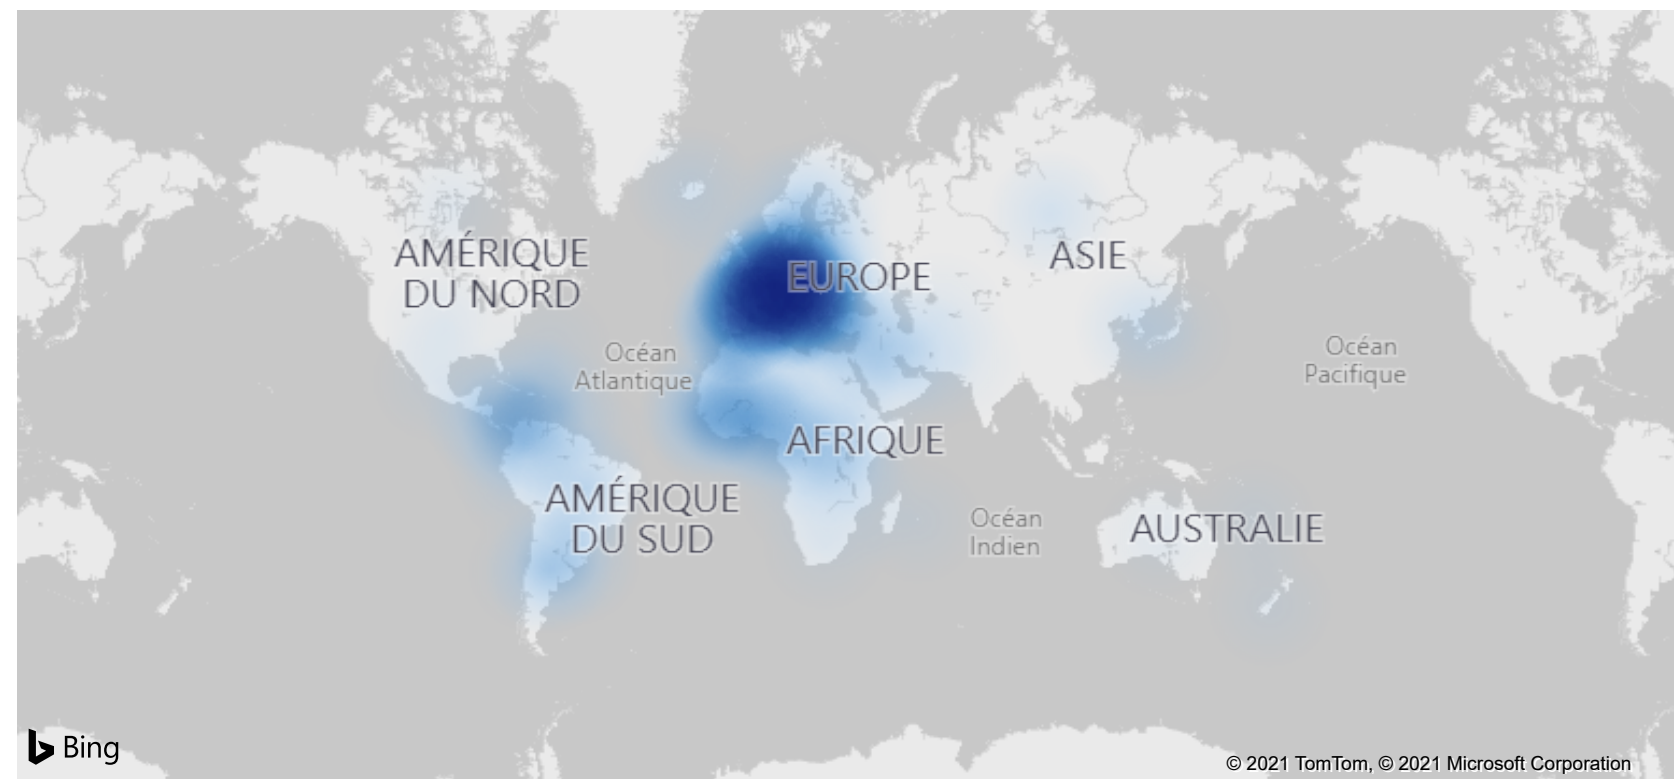 AMÉRIQUE
DU NORD
EUROPE
ASIE
Océan
Atlantique
Océan
Pacifique
AFRIQUE
AMÉRIQUE
DU SUD
Océan
Indien
AUSTRALIE
Bing
© 2021 TomTom, © 2021 Microsoft Corporation